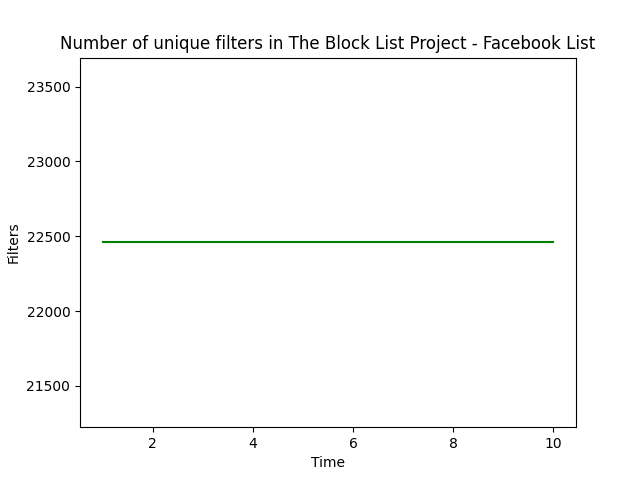 Number of unique filters in The Block List Project - Facebook List
23500
23000
22500
22000
21500
Filters
2 4 6 8 10
Time